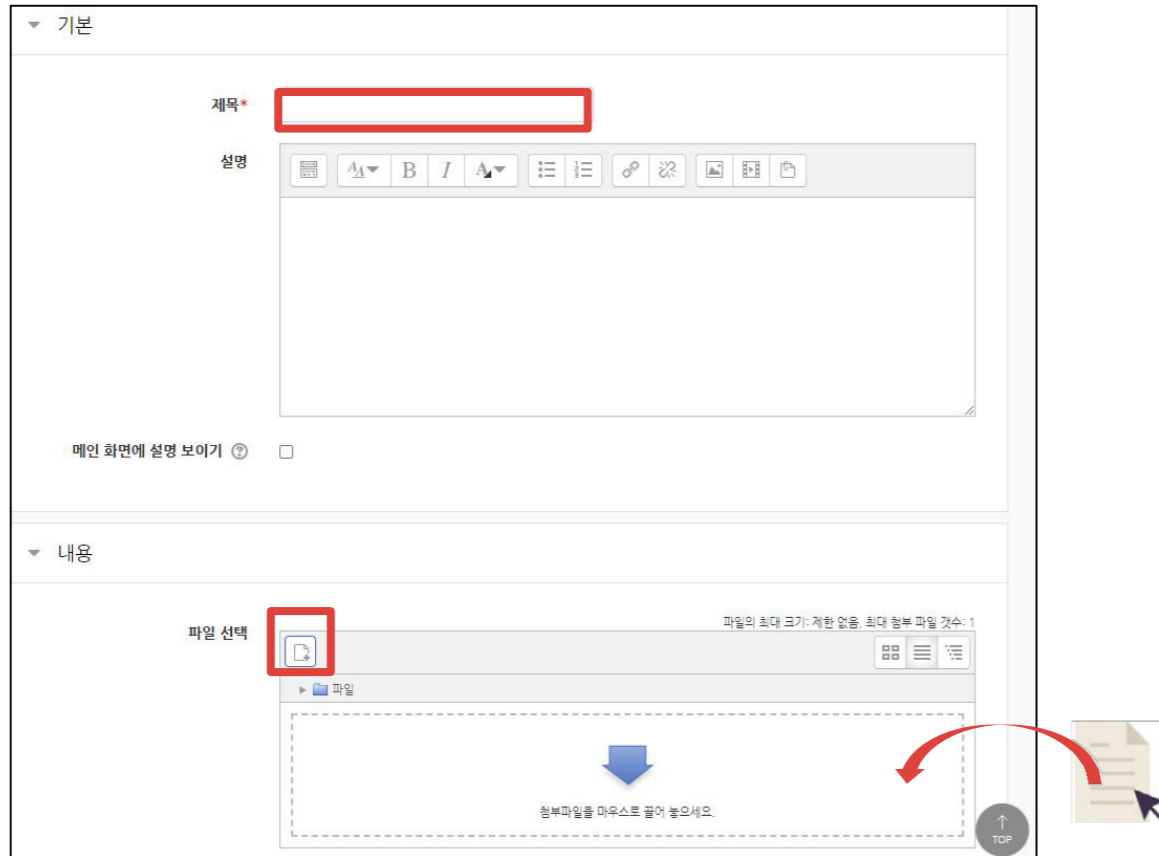 기본
제목*
설명
메인 화면에 설명 보이기
내용
파일 선택
파일의 최대 크기: 제한 없음, 최대 첨부 파일 갯수: 1
파일
첨부파일을 마우스로 끌어 놓으세요.
TOP